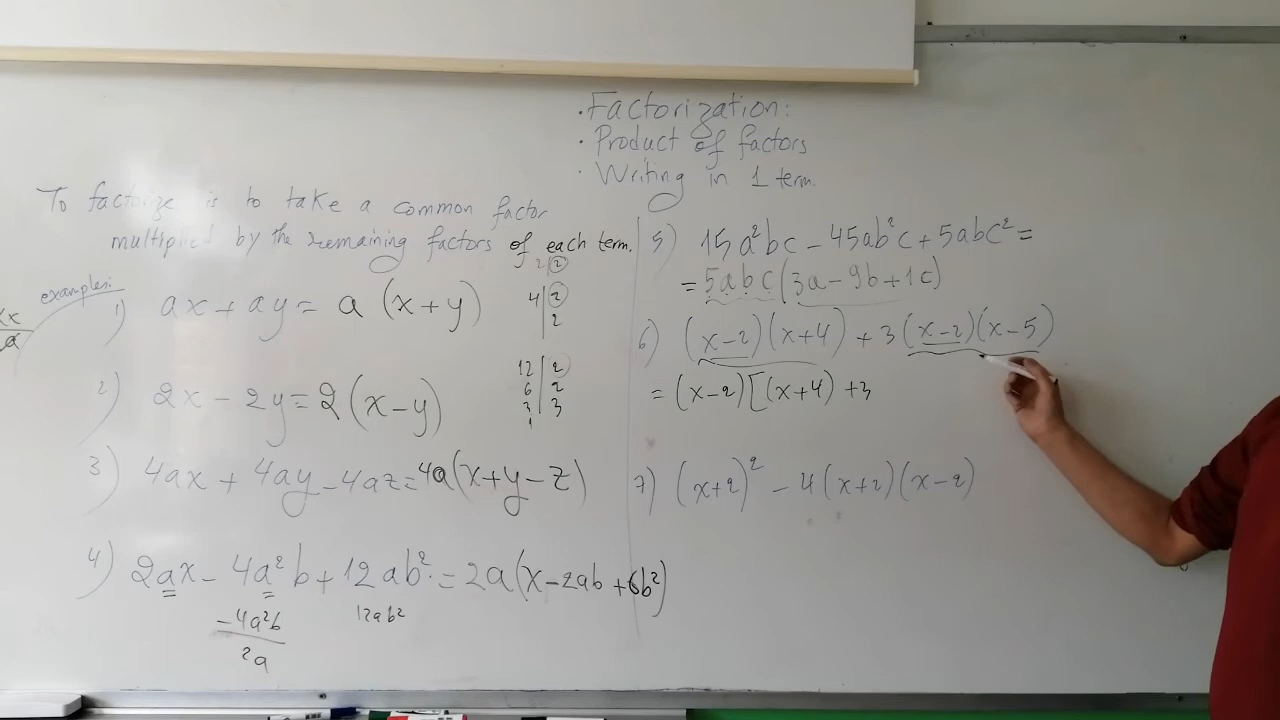 · Factorization:
· Product of factors
· Writing in 1 term.
To factorize is to take a common factor
multiplied by the remaining factors of each term.
examples:
1) ax + ay = a (x + y)
2) 2x - 2y = 2 (x - y)
3) 4ax + 4ay - 4az = 4a (x + y - z)
4) 2ax - 4a²b + 12ab² = 2a (x - 2ab + 6b²)
-4a²b
2a
12ab²
2 | 2
4 | 2
2
12 | 2
6 | 2
3 | 3
1
5) 15a²bc - 45ab²c + 5abc² =
= 5abc (3a - 9b + 1c)
6) (x-2)(x+4) + 3 (x-2)(x-5)
= (x-2) [(x+4) + 3
7) (x+2)² - 4 (x+2)(x-2)